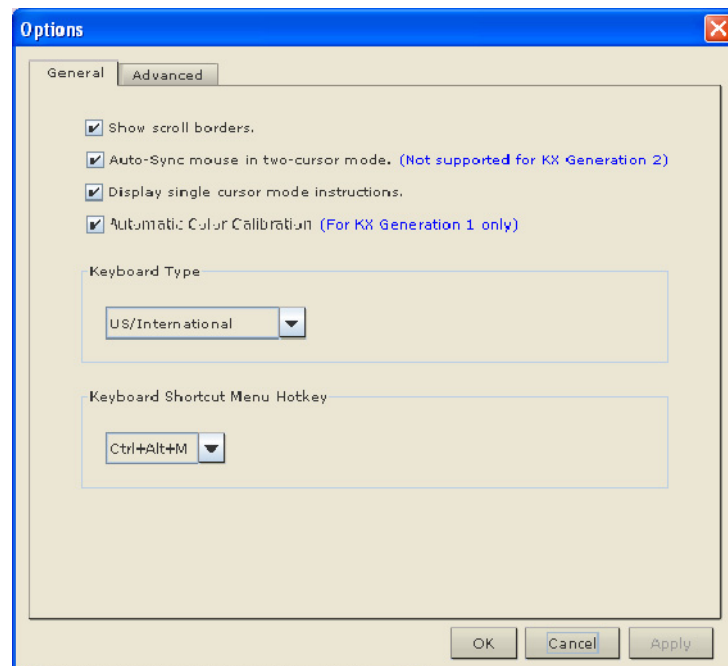 Options
General
Advanced
Show scroll borders.
Auto-Sync mouse in two-cursor mode. (Not supported for KX Generation 2)
Display single cursor mode instructions.
Automatic Color Calibration (For KX Generation 1 only)
Keyboard Type
US/International
Keyboard Shortcut Menu Hotkey
Ctrl+Alt+M
OK Cancel Apply